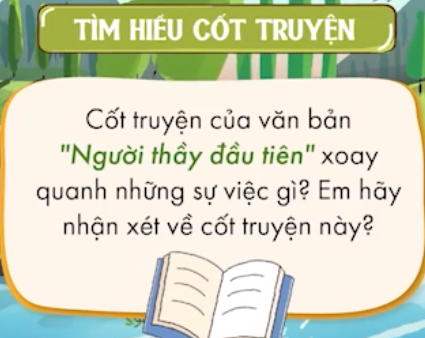 TÌM HIỂU CỐT TRUYỆN
Cốt truyện của văn bản
"Người thầy đầu tiên" xoay
quanh những sự việc gì? Em hãy
nhận xét về cốt truyện này?